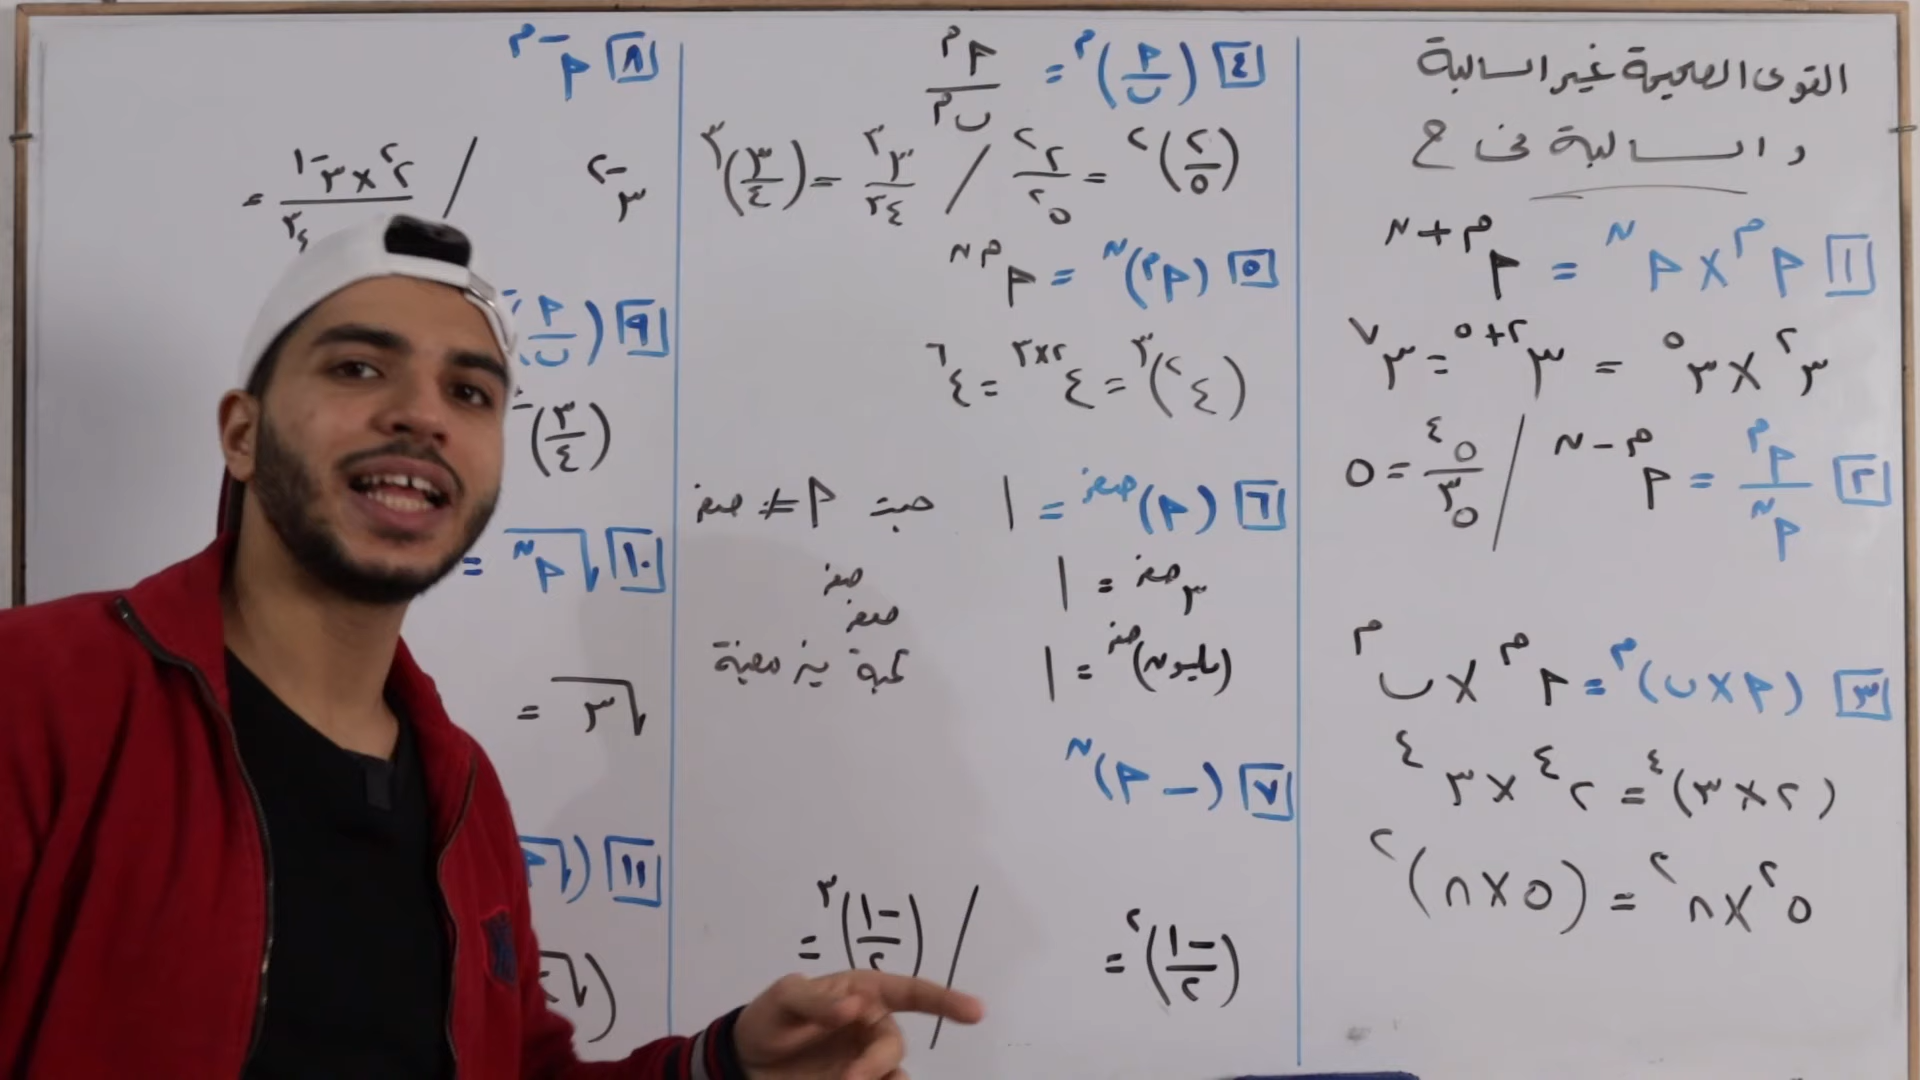 القوى الصحيحة غير السالبة
والسالبة فى ح
١ م^م × م^ن = م^(م + ن)
٣^٢ × ٣^٥ = ٣^(٢+٥) = ٣^٧
٢ م^م / م^ن = م^(م − ن) / ٥^٤ / ٥^٣ = ٥
٣ (م × ب)^م = م^م × ب^م
(٢ × ٣)^٤ = ٢^٤ × ٣^٤
٥^٢ × ٨^٢ = (٥ × ٨)^٢
٤ (م/ب)^م = م^م / ب^م
(٢/٥)^٢ = ٢^٢ / ٥^٢ / ٣^٣ / ٤^٣ = (٣/٤)^٣
٥ (م^م)^ن = م^(م ن)
(٤^٢)^٣ = ٤^(٢×٣) = ٤^٦
٦ (م)^صفر = ١ حيث م ≠ صفر
٣^صفر = ١ صفر^صفر
(مليون)^صفر = ١ كمية غير معينة
٧ (− م)^ن
(−١/٢)^٢ = / (−١/٢)^٣ =
٨ م^−م
٣^−٢ / ٢^٢ × ٣^−١ / ٤^٢ =
٩ (م/ب)^−
(٣/٤)^−
١٠ √م^ن =
√٣ =
١١ (√م
(√